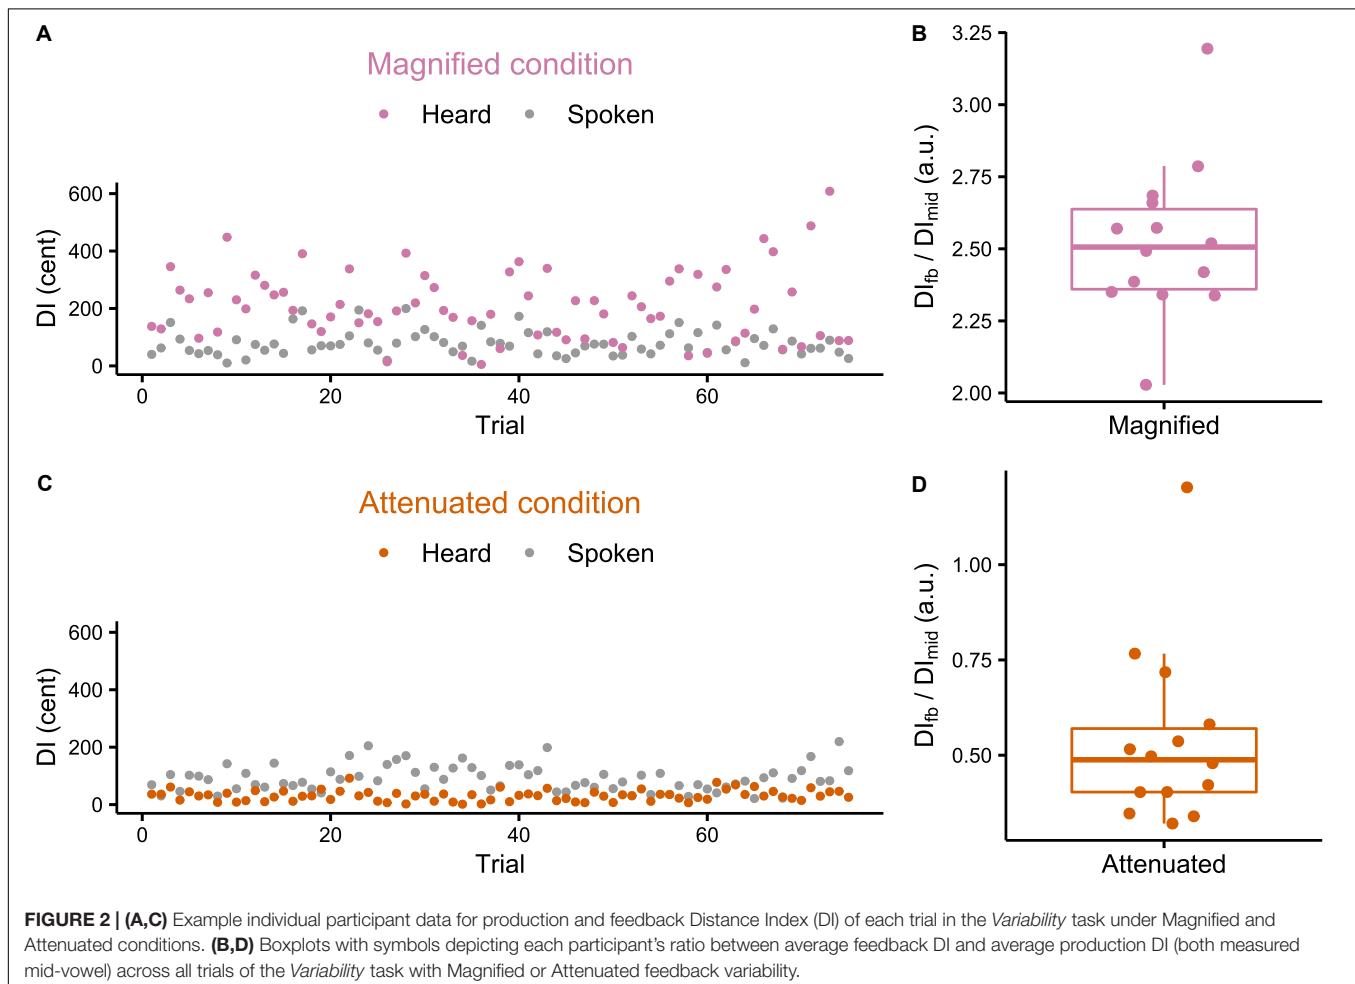 A
Magnified condition
Heard Spoken
DI (cent)
600
400
200
0
0 20 40 60
Trial
B
DIfb / DImid (a.u.)
3.25
3.00
2.75
2.50
2.25
2.00
Magnified
C
Attenuated condition
Heard Spoken
DI (cent)
600
400
200
0
0 20 40 60
Trial
D
DIfb / DImid (a.u.)
1.00
0.75
0.50
Attenuated
FIGURE 2 | (A,C) Example individual participant data for production and feedback Distance Index (DI) of each trial in the Variability task under Magnified and
Attenuated conditions. (B,D) Boxplots with symbols depicting each participant's ratio between average feedback DI and average production DI (both measured
mid-vowel) across all trials of the Variability task with Magnified or Attenuated feedback variability.